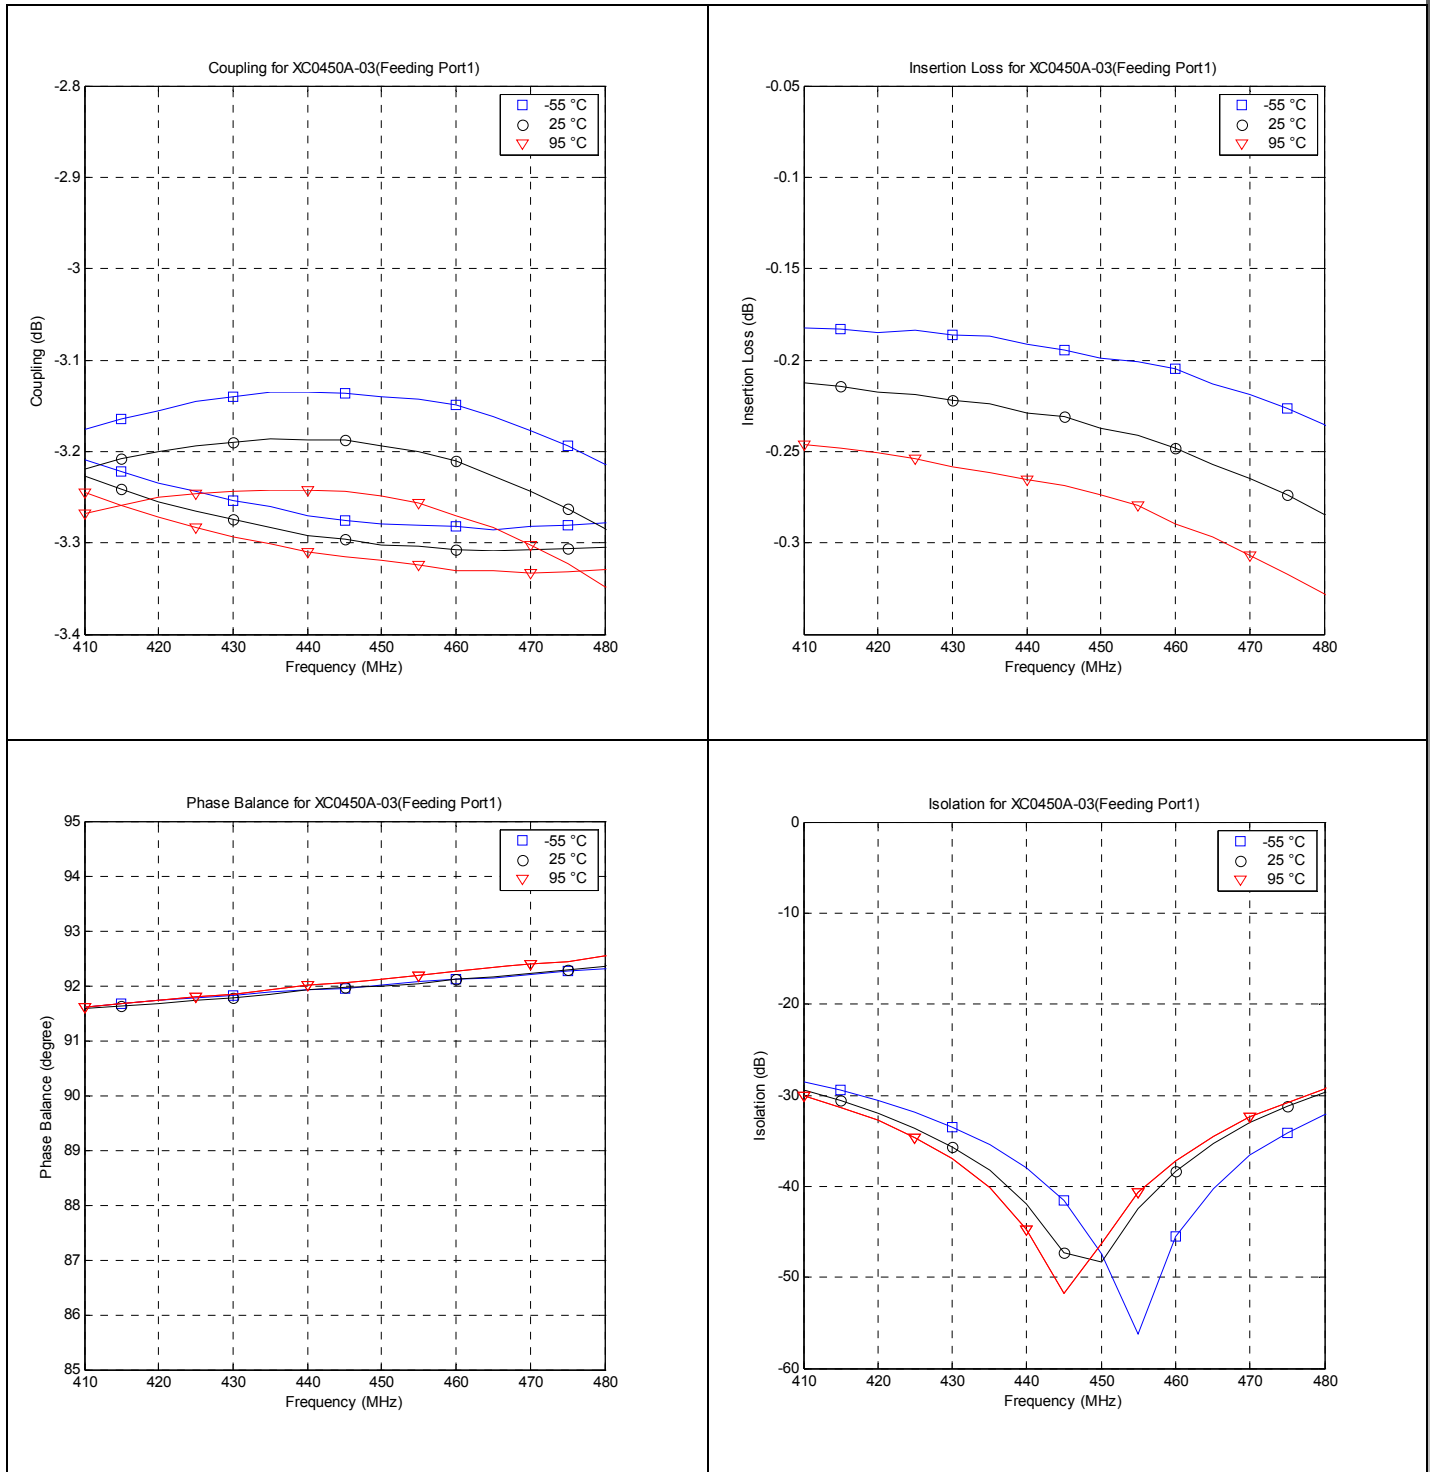 Coupling for XC0450A-03(Feeding Port1)
-2.8
-2.9
-3
-3.1
-3.2
-3.3
-3.4
Coupling (dB)
-55 °C
25 °C
95 °C
410 420 430 440 450 460 470 480
Frequency (MHz)
Insertion Loss for XC0450A-03(Feeding Port1)
-0.05
-0.1
-0.15
-0.2
-0.25
-0.3
Insertion Loss (dB)
-55 °C
25 °C
95 °C
410 420 430 440 450 460 470 480
Frequency (MHz)
Phase Balance for XC0450A-03(Feeding Port1)
95
94
93
92
91
90
89
88
87
86
85
Phase Balance (degree)
-55 °C
25 °C
95 °C
410 420 430 440 450 460 470 480
Frequency (MHz)
Isolation for XC0450A-03(Feeding Port1)
0
-10
-20
-30
-40
-50
-60
Isolation (dB)
-55 °C
25 °C
95 °C
410 420 430 440 450 460 470 480
Frequency (MHz)